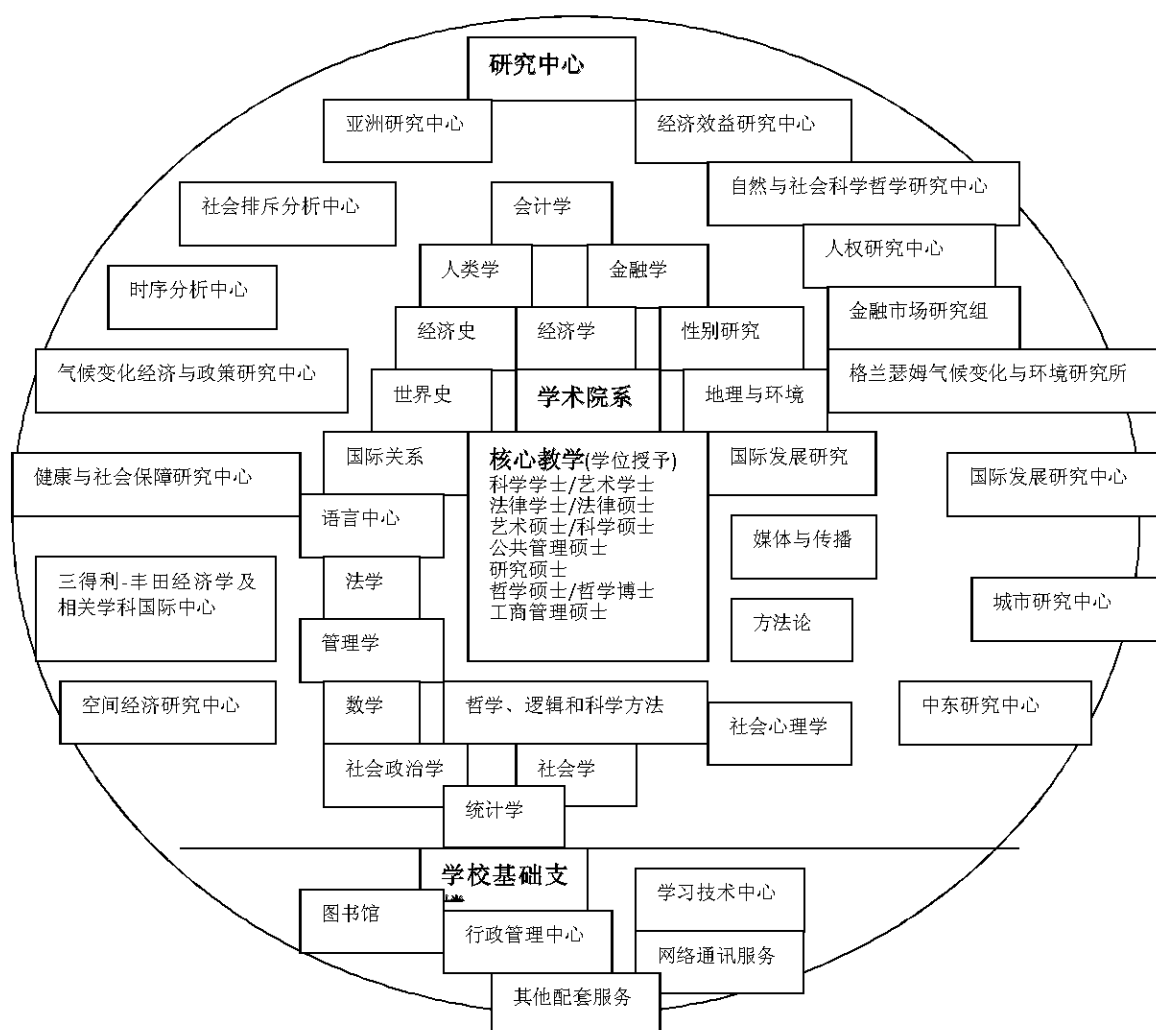 研究中心
亚洲研究中心
经济效益研究中心
自然与社会科学哲学研究中心
社会排斥分析中心
会计学
人类学
金融学
人权研究中心
时序分析中心
金融市场研究组
经济史
经济学
性别研究
气候变化经济与政策研究中心
格兰瑟姆气候变化与环境研究所
世界史
学术院系
地理与环境
国际关系
核心教学(学位授予)
科学学士/艺术学士
法律学士/法律硕士
艺术硕士/科学硕士
公共管理硕士
研究硕士
哲学硕士/哲学博士
工商管理硕士
国际发展研究
健康与社会保障研究中心
国际发展研究中心
语言中心
媒体与传播
三得利-丰田经济学及
相关学科国际中心
法学
城市研究中心
方法论
管理学
空间经济研究中心
数学
哲学、逻辑和科学方法
社会心理学
中东研究中心
社会政治学
社会学
统计学
学校基础支
学习技术中心
图书馆
行政管理中心
网络通讯服务
其他配套服务